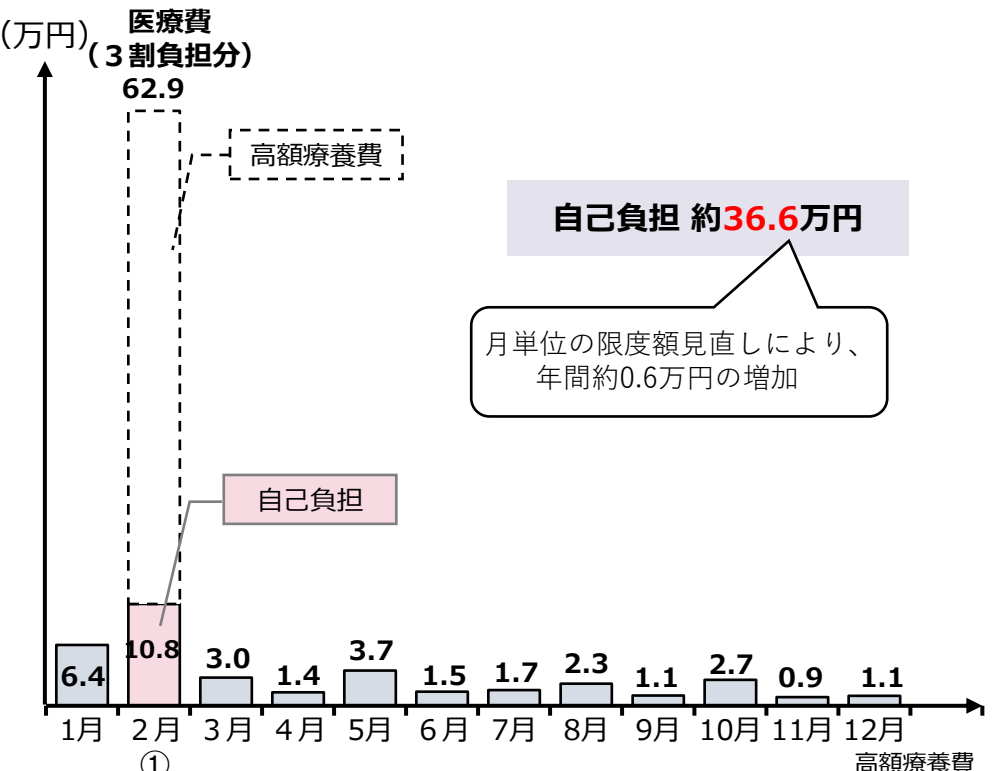 (万円)
医療費
(３割負担分)
62.9
高額療養費
自己負担 約36.6万円
月単位の限度額見直しにより、
年間約0.6万円の増加
自己負担
6.4
10.8
3.0
1.4
3.7
1.5
1.7
2.3
1.1
2.7
0.9
1.1
1月 ２月 ３月 ４月 5月 ６月 7月 8月 9月 10月 11月 12月
①
高額療養費